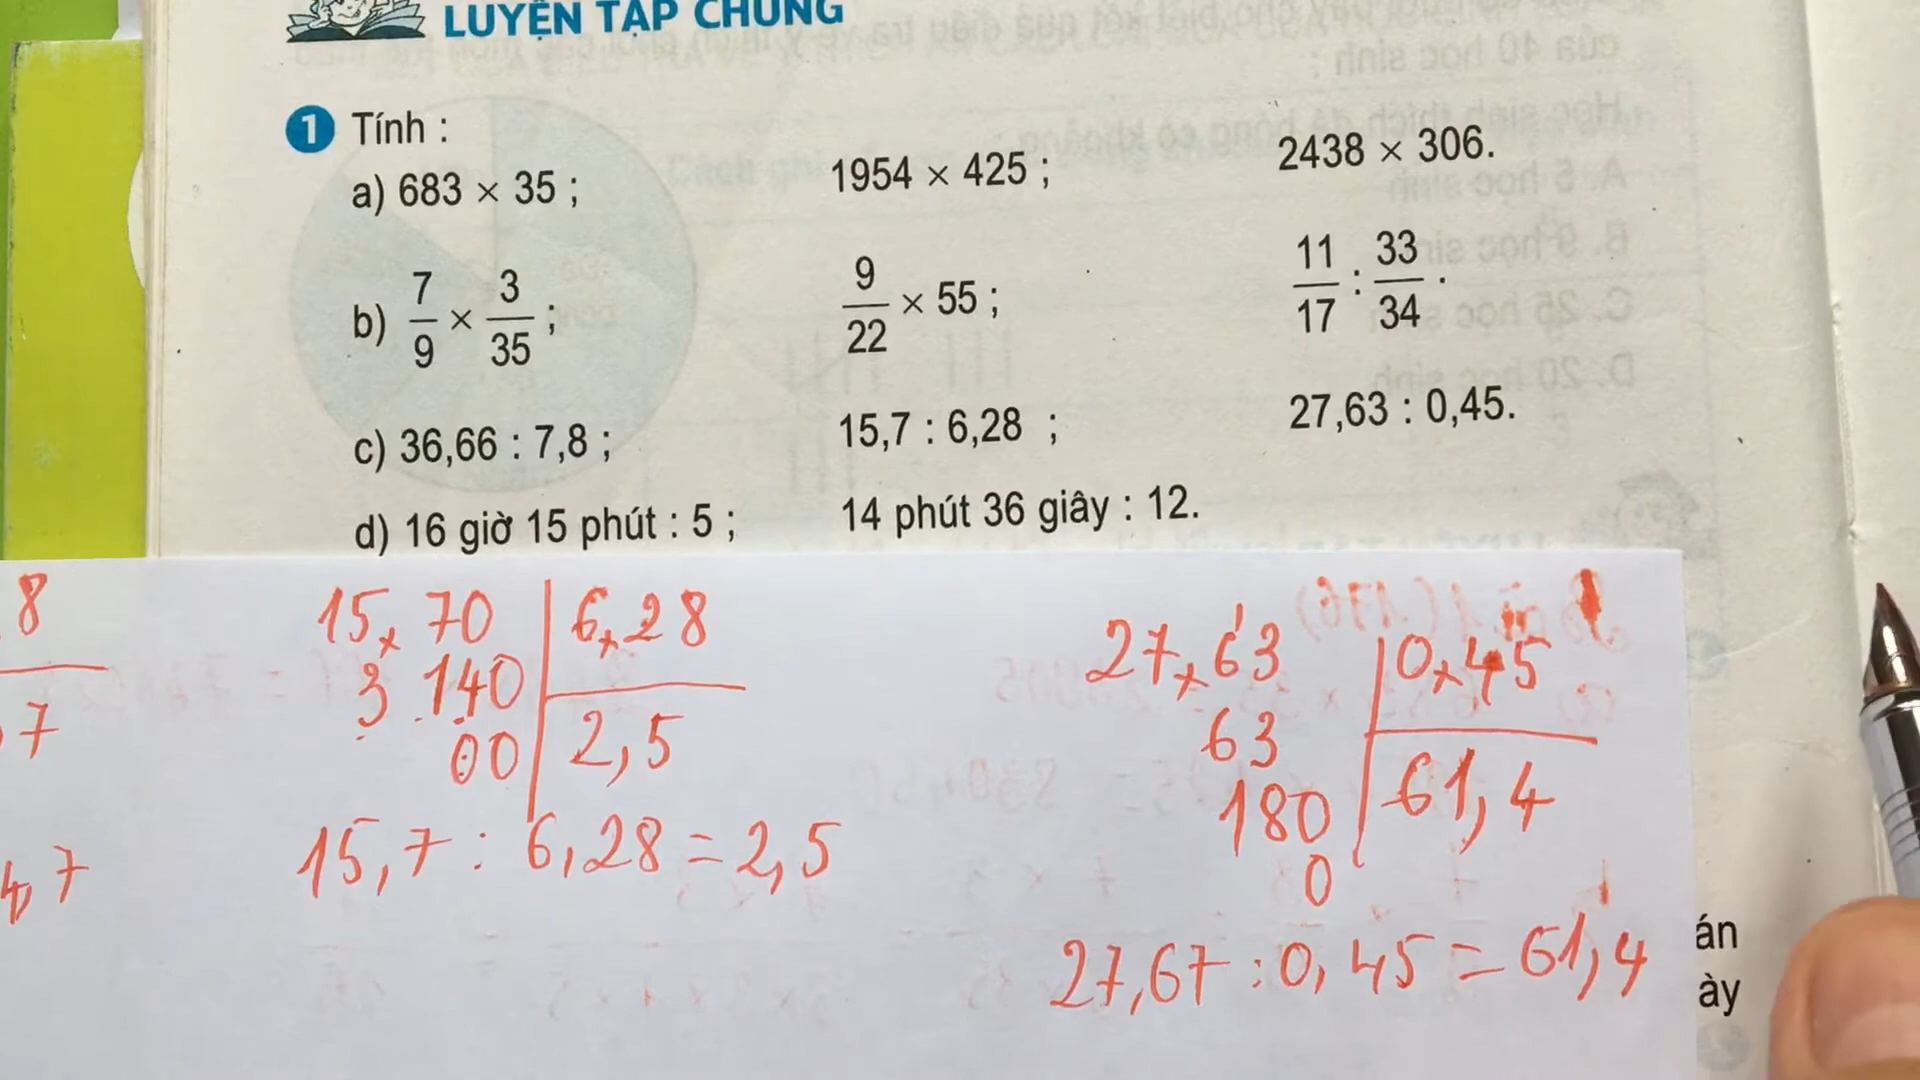 LUYỆN TẬP CHUNG
1 Tính :
a) 683 × 35 ; 1954 × 425 ; 2438 × 306.
b) 7/9 × 3/35 ; 9/22 × 55 ; 11/17 : 33/34 .
c) 36,66 : 7,8 ; 15,7 : 6,28 ; 27,63 : 0,45.
d) 16 giờ 15 phút : 5 ; 14 phút 36 giây : 12.
8
7
4,7
15,70 6,28
3 140 2,5
00
15,7 : 6,28 = 2,5
27,63 0,45
63 61,4
180
0
27,67 : 0,45 = 61,4
án
ày